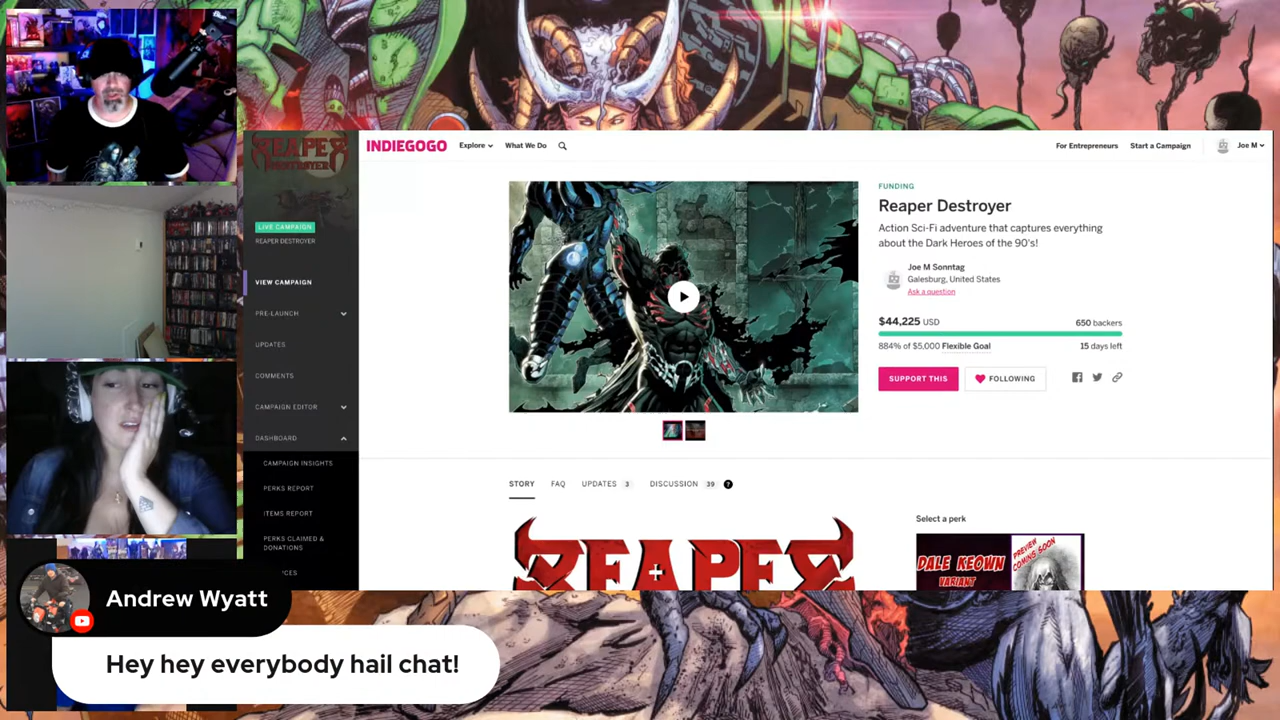 REAPER
DESTROYER
LIVE CAMPAIGN
REAPER DESTROYER
VIEW CAMPAIGN
PRE-LAUNCH
UPDATES
COMMENTS
CAMPAIGN EDITOR
DASHBOARD
CAMPAIGN INSIGHTS
PERKS REPORT
ITEMS REPORT
PERKS CLAIMED &
DONATIONS
INDIEGOGO
Explore
What We Do
For Entrepreneurs
Start a Campaign
Joe M
FUNDING
Reaper Destroyer
Action Sci-Fi adventure that captures everything
about the Dark Heroes of the 90's!
Joe M Sonntag
Galesburg, United States
Ask a question
$44,225 USD
650 backers
884% of $5,000 Flexible Goal
15 days left
SUPPORT THIS
FOLLOWING
STORY
FAQ
UPDATES 3
DISCUSSION 39 ?
REAPER
Select a perk
DALE KEOWN
VARIANT
PREVIEW
COMING SOON
Andrew Wyatt
Hey hey everybody hail chat!